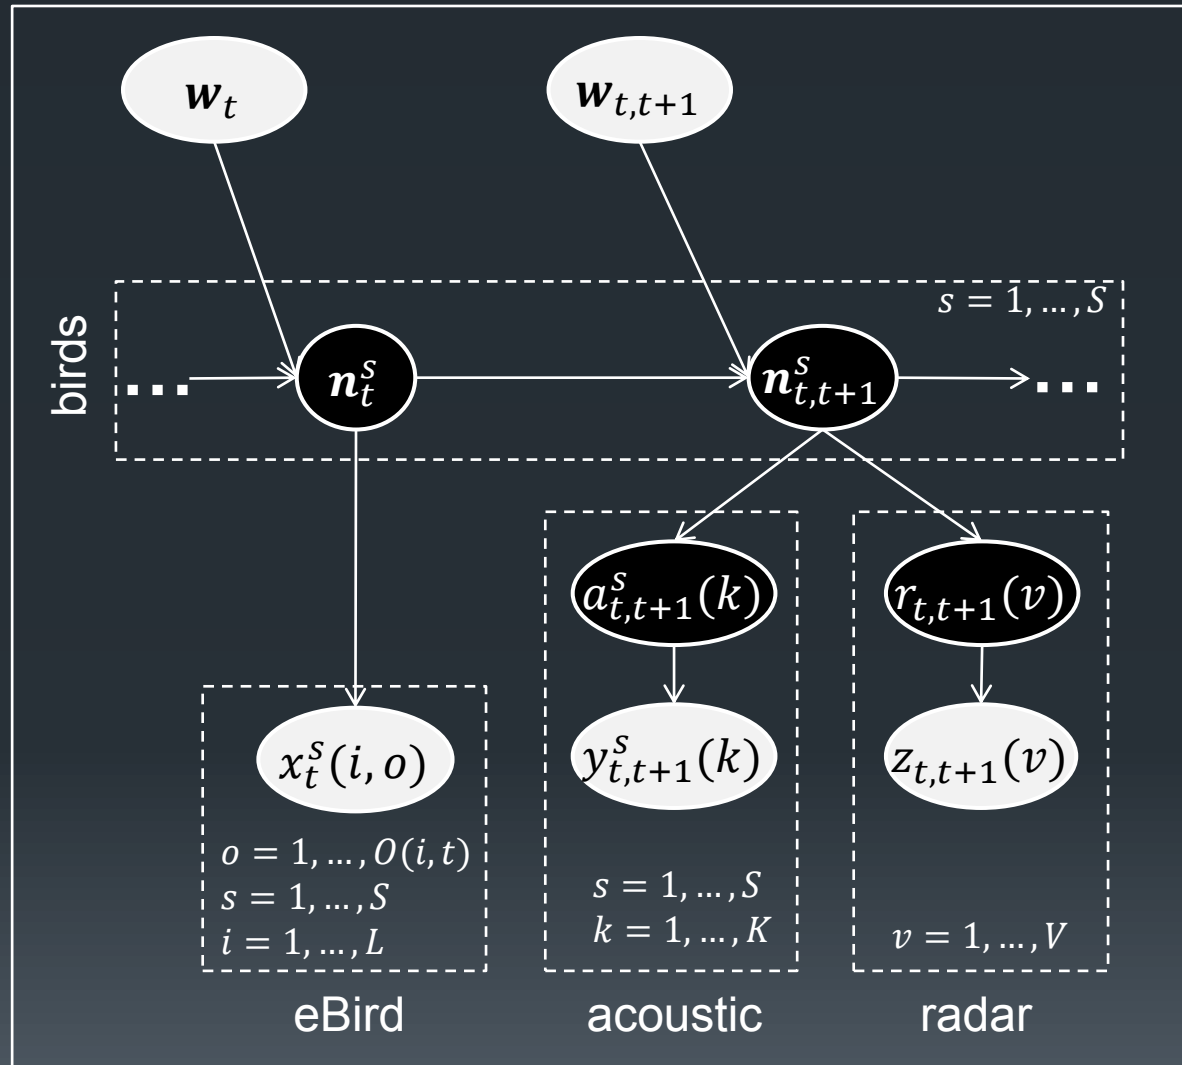 𝒘_t
𝒘_{t,t+1}
s = 1, …, S
birds
...
𝒏_t^s
𝒏_{t,t+1}^s
...
a_{t,t+1}^s(k)
r_{t,t+1}(v)
x_t^s(i, o)
y_{t,t+1}^s(k)
z_{t,t+1}(v)
o = 1, …, O(i, t)
s = 1, …, S
i = 1, …, L
s = 1, …, S
k = 1, …, K
v = 1, …, V
eBird
acoustic
radar